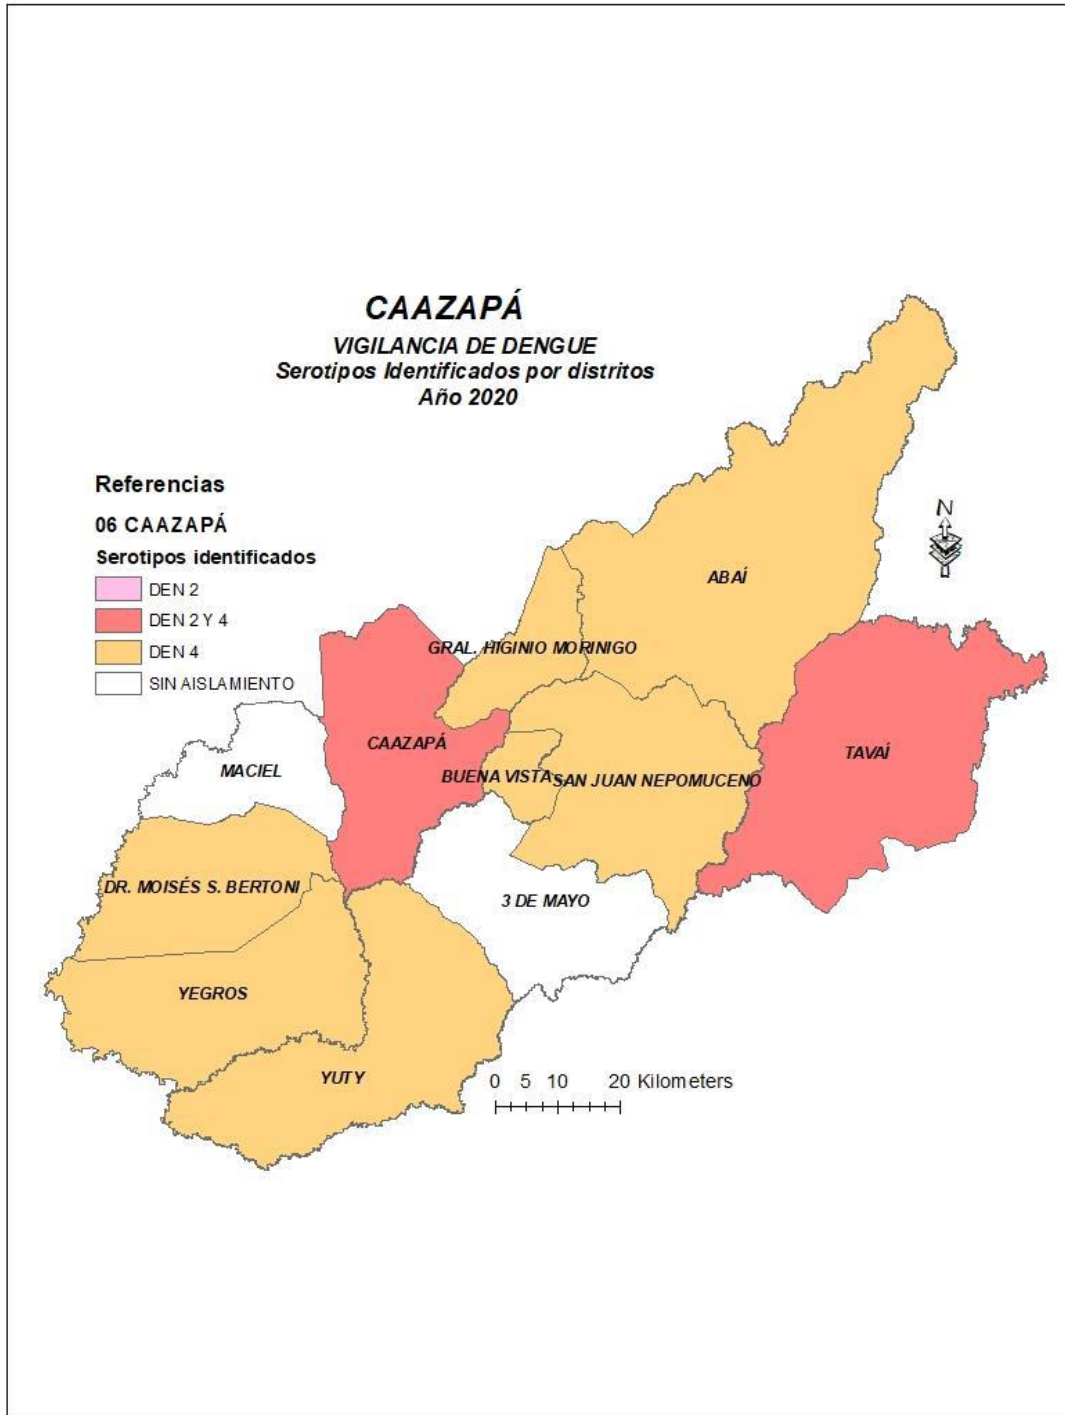 CAAZAPÁ
VIGILANCIA DE DENGUE
Serotipos Identificados por distritos
Año 2020
Referencias
06 CAAZAPÁ
Serotipos identificados
DEN 2
DEN 2 Y 4
DEN 4
SIN AISLAMIENTO
N
ABAÍ
GRAL. HIGINIO MORINIGO
CAAZAPÁ
TAVAÍ
MACIEL
BUENA VISTA
SAN JUAN NEPOMUCENO
DR. MOISÉS S. BERTONI
3 DE MAYO
YEGROS
YUTY
0 5 10 20 Kilometers